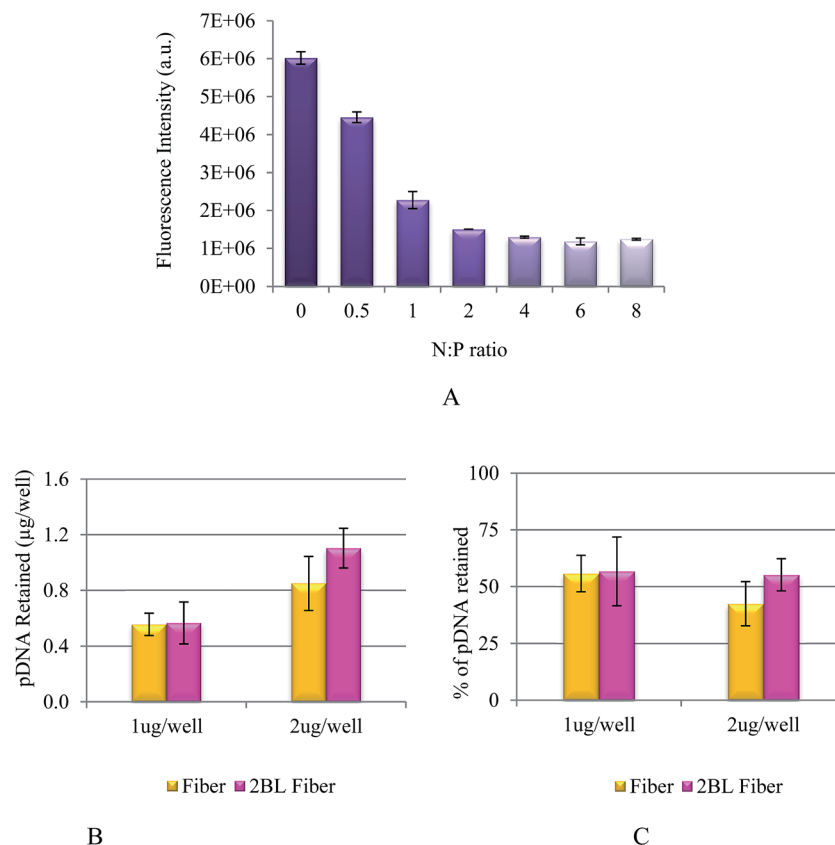 7E+06
6E+06
5E+06
4E+06
3E+06
2E+06
1E+06
0E+00
Fluorescence Intensity (a.u.)
0 0.5 1 2 4 6 8
N:P ratio
A
1.6
1.2
0.8
0.4
0.0
pDNA Retained (µg/well)
1ug/well 2ug/well
Fiber 2BL Fiber
B
100
75
50
25
0
% of pDNA retained
1ug/well 2ug/well
Fiber 2BL Fiber
C